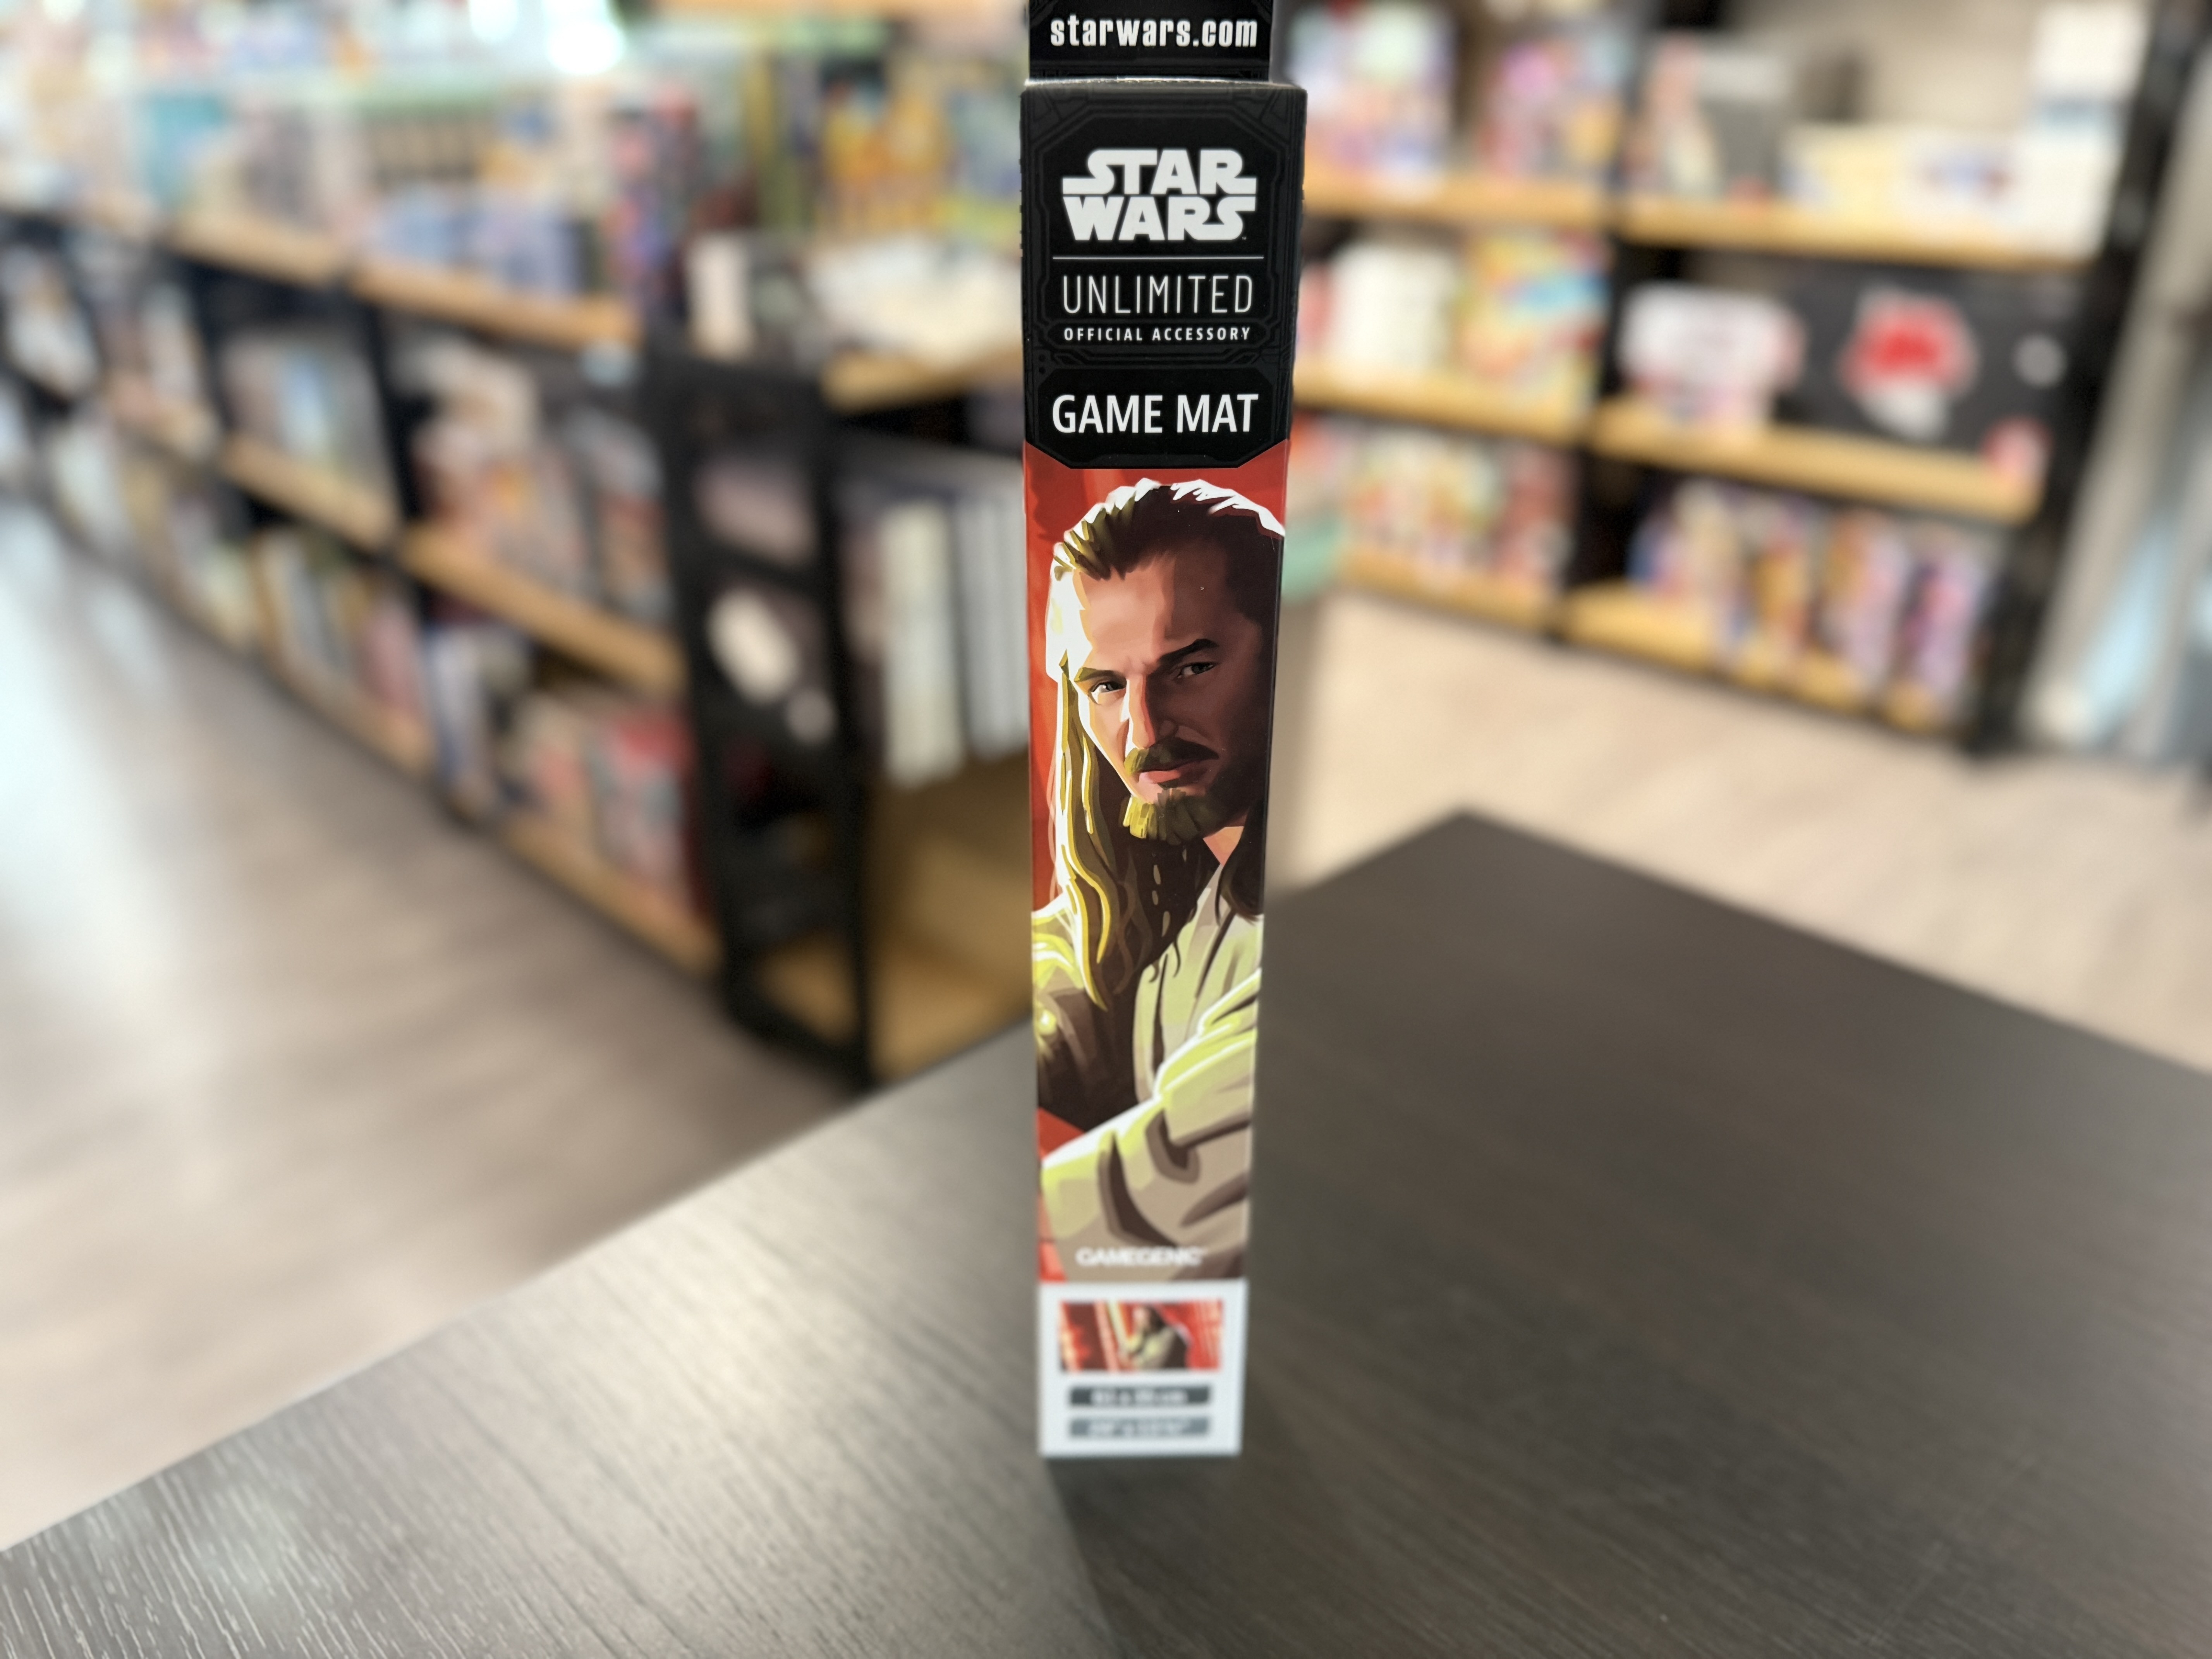 starwars.com
STAR
WARS
UNLIMITED
OFFICIAL ACCESSORY
GAME MAT
GAMEGENIC